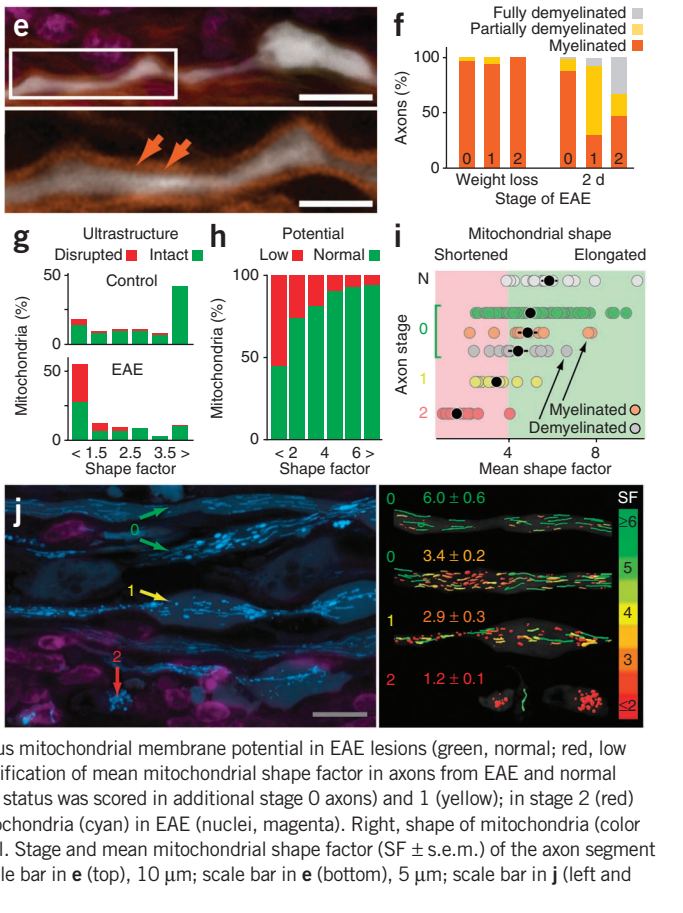 e
f
Fully demyelinated
Partially demyelinated
Myelinated
Axons (%)
100
50
0
0 1 2 0 1 2
Weight loss 2 d
Stage of EAE
g
Ultrastructure
Disrupted Intact
Mitochondria (%)
50
Control
0
50
EAE
0
< 1.5 2.5 3.5 >
Shape factor
h
Potential
Low Normal
Mitochondria (%)
100
50
0
< 2 4 6 >
Shape factor
i
Mitochondrial shape
Shortened Elongated
Axon stage
N
0
1
2
Myelinated
Demyelinated
4 8
Mean shape factor
j
0
1
2
0 6.0 ± 0.6
0 3.4 ± 0.2
1 2.9 ± 0.3
2 1.2 ± 0.1
SF
≥6
5
4
3
≤2
us mitochondrial membrane potential in EAE lesions (green, normal; red, low
ification of mean mitochondrial shape factor in axons from EAE and normal
status was scored in additional stage 0 axons) and 1 (yellow); in stage 2 (red)
ochondria (cyan) in EAE (nuclei, magenta). Right, shape of mitochondria (color
l. Stage and mean mitochondrial shape factor (SF ± s.e.m.) of the axon segment
le bar in e (top), 10 μm; scale bar in e (bottom), 5 μm; scale bar in j (left and